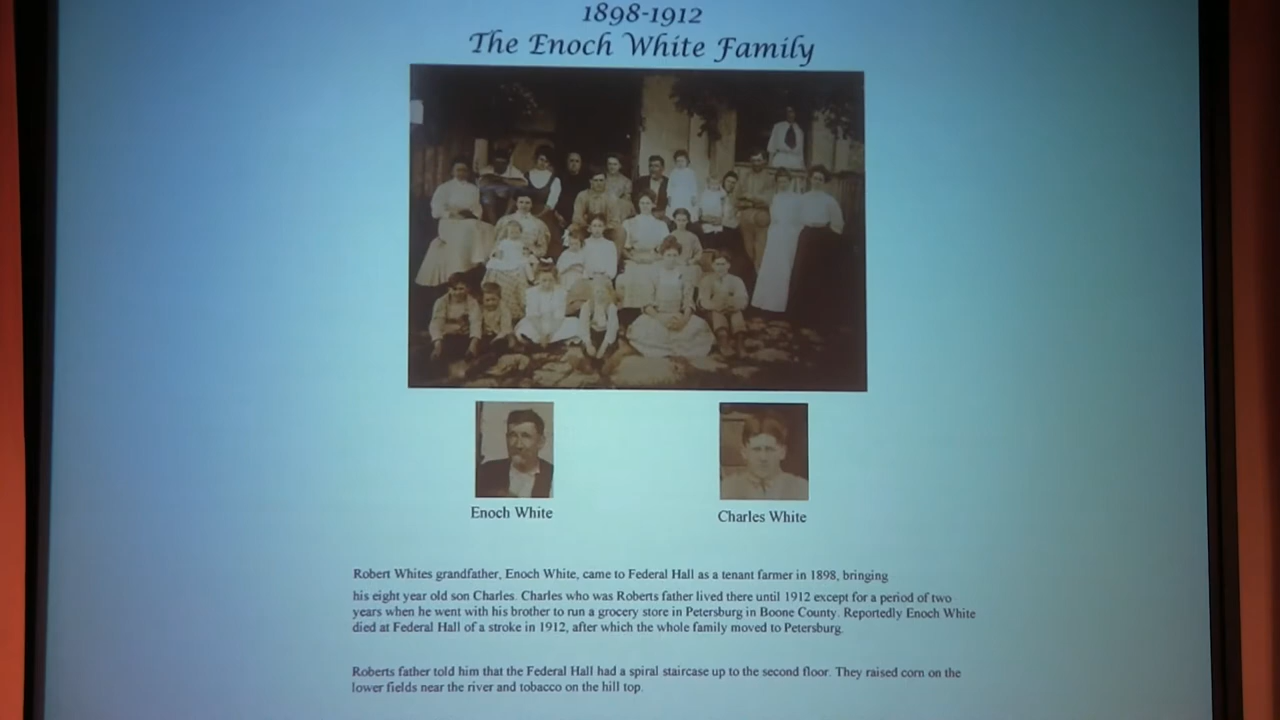 1898-1912
The Enoch White Family
Enoch White
Charles White
Robert Whites grandfather, Enoch White, came to Federal Hall as a tenant farmer in 1898, bringing
his eight year old son Charles. Charles who was Roberts father lived there until 1912 except for a period of two
years when he went with his brother to run a grocery store in Petersburg in Boone County. Reportedly Enoch White
died at Federal Hall of a stroke in 1912, after which the whole family moved to Petersburg.
Roberts father told him that the Federal Hall had a spiral staircase up to the second floor. They raised corn on the
lower fields near the river and tobacco on the hill top.